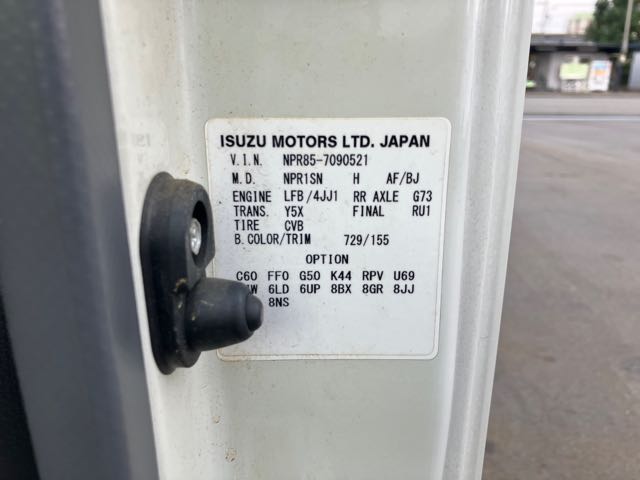 ISUZU MOTORS LTD. JAPAN
V.I.N. NPR85-7090521
M.D. NPR1SN H AF/BJ
ENGINE LFB/4JJ1 RR AXLE G73
TRANS. Y5X FINAL RU1
TIRE CVB
B.COLOR/TRIM 729/155
OPTION
C60 FF0 G50 K44 RPV U69
6LD 6UP 8BX 8GR 8JJ
8NS